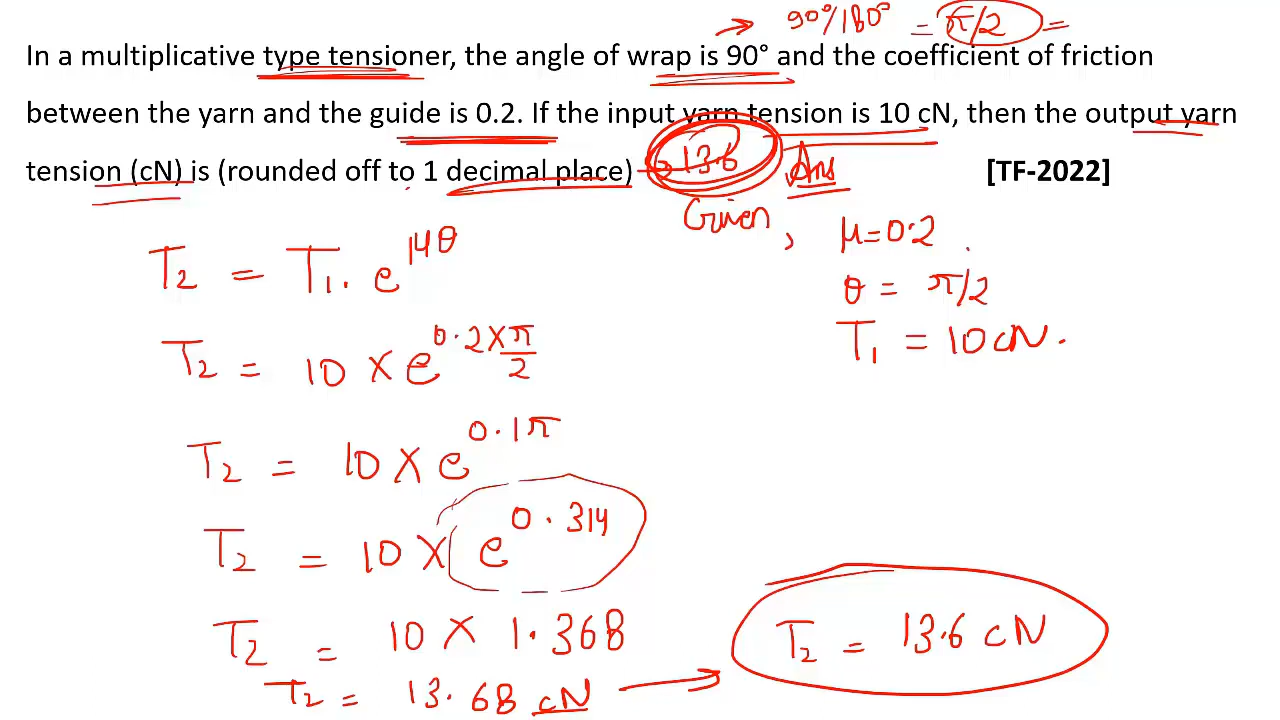 → 90°/180° = π/2 =
In a multiplicative type tensioner, the angle of wrap is 90° and the coefficient of friction
between the yarn and the guide is 0.2. If the input yarn tension is 10 cN, then the output yarn
tension (cN) is (rounded off to 1 decimal place) → 13.6 Ans [TF-2022]
Given, μ=0.2
T₂ = T₁. e^μθ
θ = π/2
T₁ = 10 cN.
T₂ = 10 × e^0.2×π/2
T₂ = 10 × e^0.1π
T₂ = 10 × e^0.314
T₂ = 10 × 1.368
T₂ = 13.68 cN → T₂ = 13.6 cN